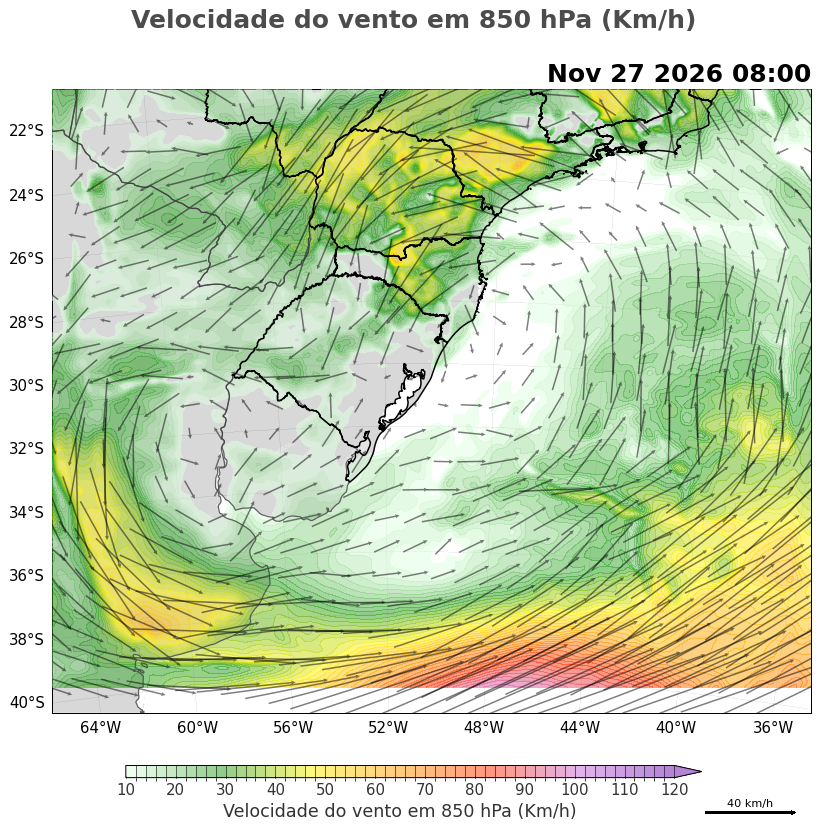 Velocidade do vento em 850 hPa (Km/h)
Nov 27 2026 08:00
22°S
24°S
26°S
28°S
30°S
32°S
34°S
36°S
38°S
40°S
64°W 60°W 56°W 52°W 48°W 44°W 40°W 36°W
10 20 30 40 50 60 70 80 90 100 110 120
Velocidade do vento em 850 hPa (Km/h)
40 km/h